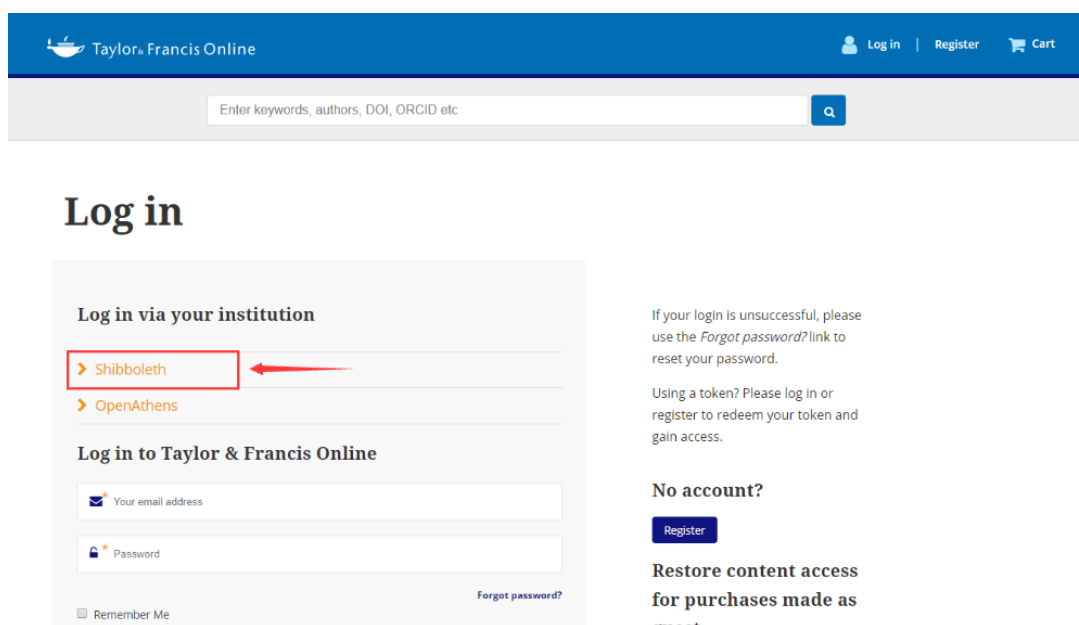 Taylor & Francis Online
Log in | Register Cart
Enter keywords, authors, DOI, ORCID etc
Log in
Log in via your institution
Shibboleth
OpenAthens
Log in to Taylor & Francis Online
* Your email address
* Password
Forgot password?
Remember Me
If your login is unsuccessful, please
use the Forgot password? link to
reset your password.
Using a token? Please log in or
register to redeem your token and
gain access.
No account?
Register
Restore content access
for purchases made as